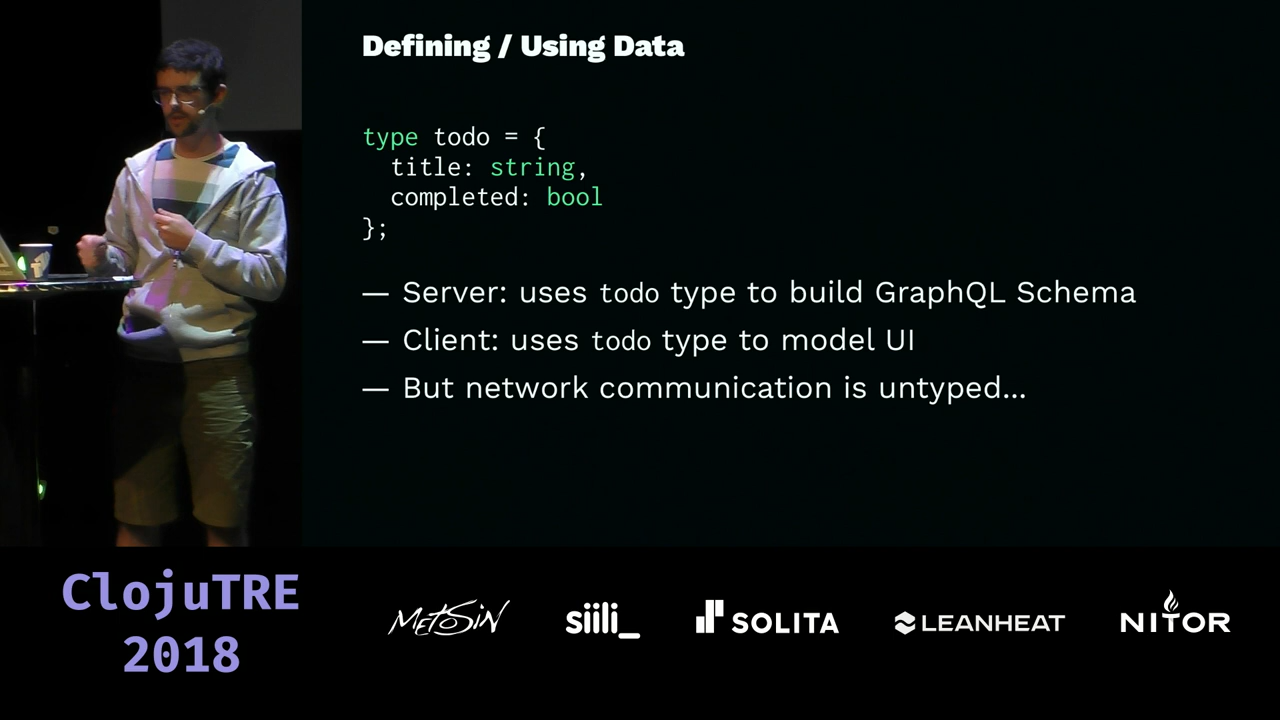 Defining / Using Data
type todo = {
title: string,
completed: bool
};
— Server: uses todo type to build GraphQL Schema
— Client: uses todo type to model UI
— But network communication is untyped...
ClojuTRE
2018
METOSIN
siili_
SOLITA
LEANHEAT
NITOR